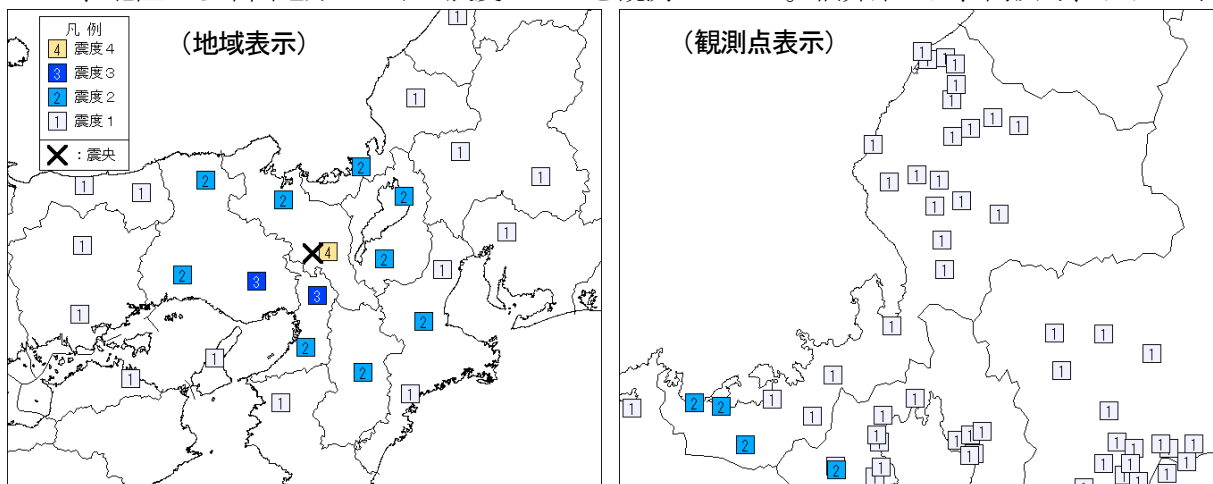 （地域表示）
凡 例
4 震度４
3 震度３
2 震度２
1 震度１
：震央
（観測点表示）